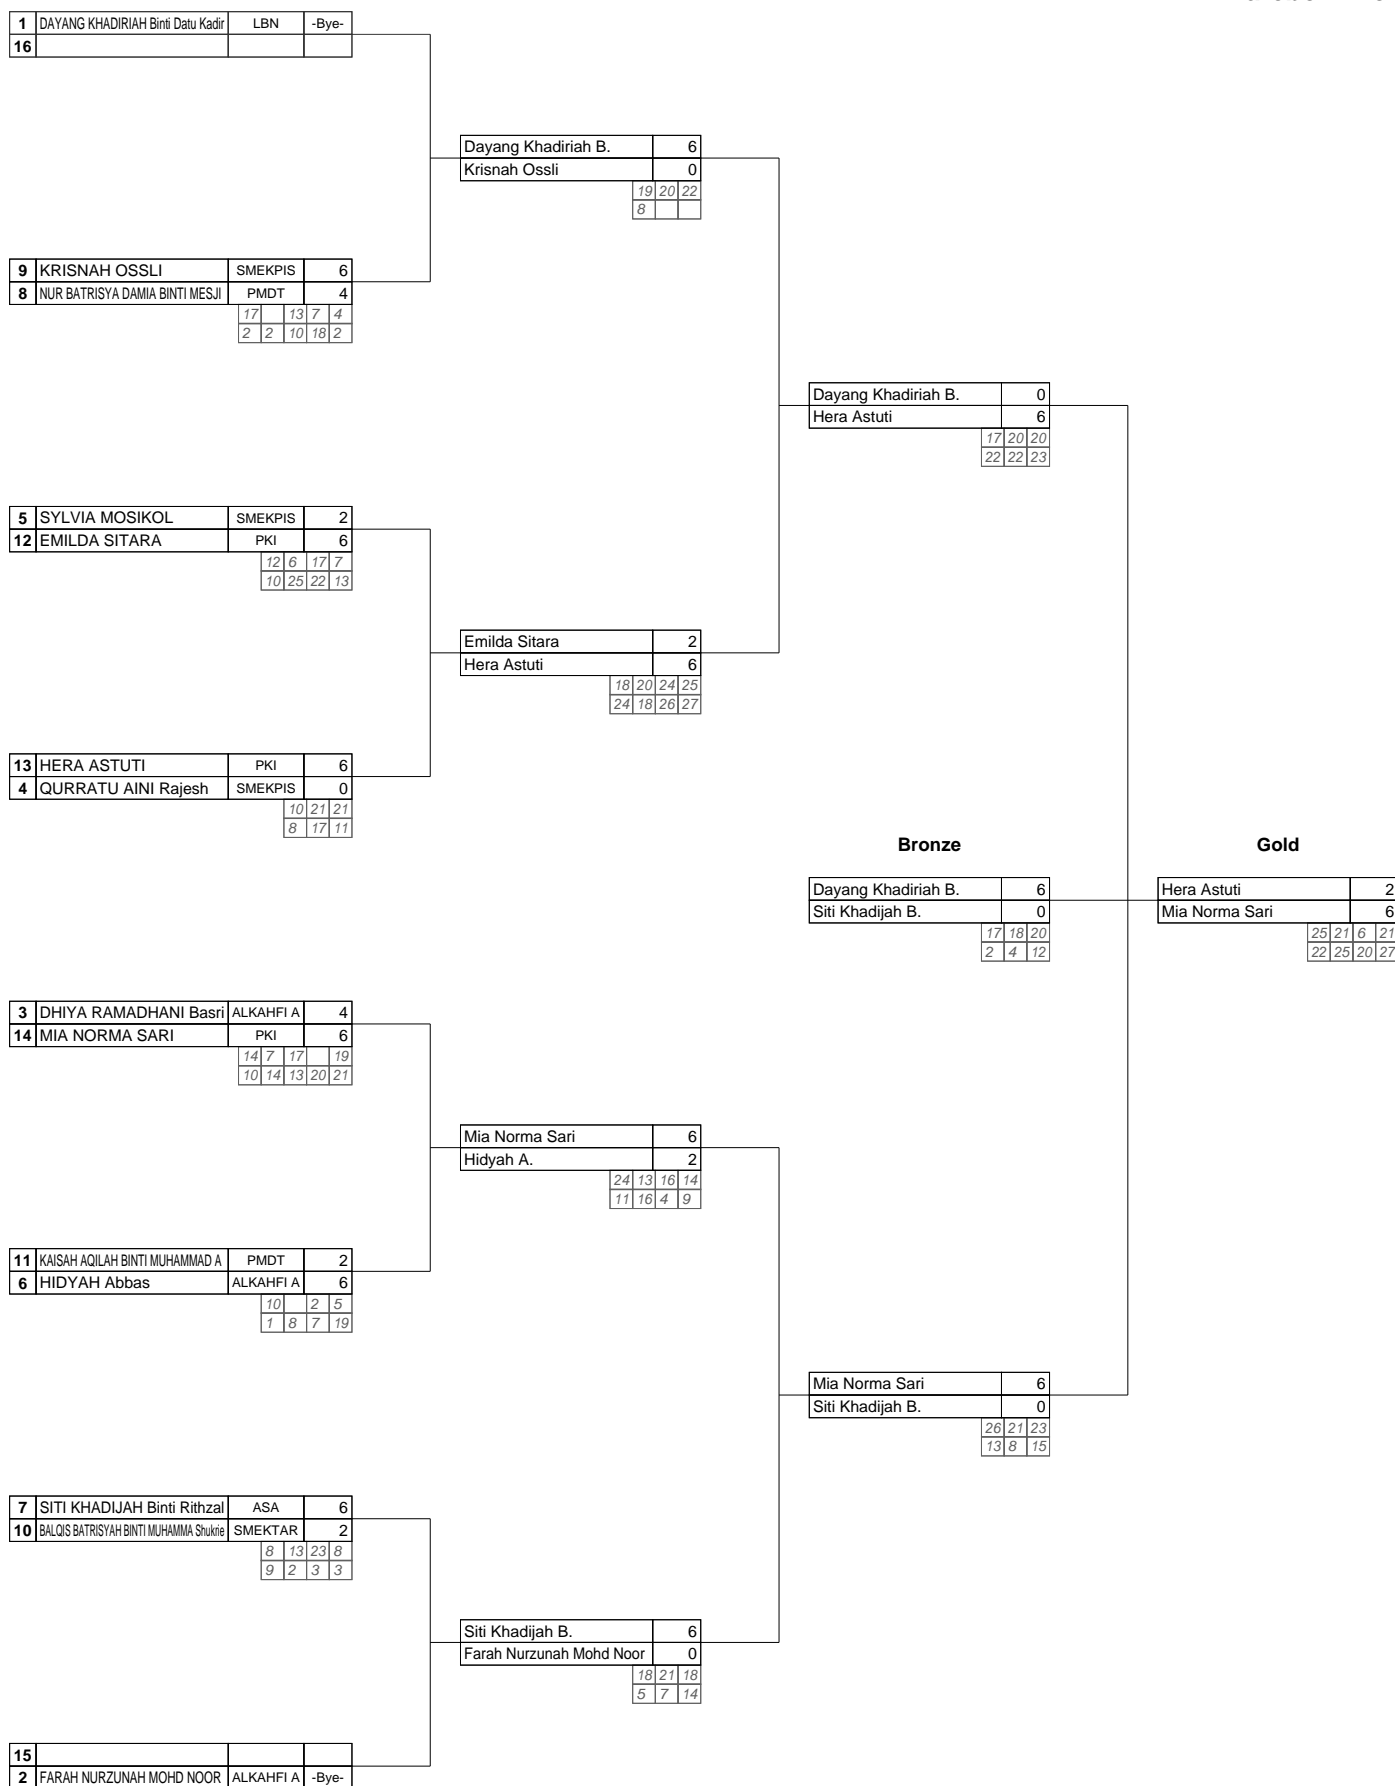 1 DAYANG KHADIRIAH Binti Datu Kadir LBN -Bye-
16
Dayang Khadiriah B. 6
Krisnah Ossli 0
19 20 22
8
9 KRISNAH OSSLI SMEKPIS 6
8 NUR BATRISYA DAMIA BINTI MESJI PMDT 4
17 13 7 4
2 2 10 18 2
Dayang Khadiriah B. 0
Hera Astuti 6
17 20 20
22 22 23
5 SYLVIA MOSIKOL SMEKPIS 2
12 EMILDA SITARA PKI 6
12 6 17 7
10 25 22 13
Emilda Sitara 2
Hera Astuti 6
18 20 24 25
24 18 26 27
13 HERA ASTUTI PKI 6
4 QURRATU AINI Rajesh SMEKPIS 0
10 21 21
8 17 11
Bronze Gold
Dayang Khadiriah B. 6 Hera Astuti 2
Siti Khadijah B. 0 Mia Norma Sari 6
17 18 20 25 21 6 21
2 4 12 22 25 20 27
3 DHIYA RAMADHANI Basri ALKAHFI A 4
14 MIA NORMA SARI PKI 6
14 7 17 19
10 14 13 20 21
Mia Norma Sari 6
Hidyah A. 2
24 13 16 14
11 16 4 9
11 KAISAH AQILAH BINTI MUHAMMAD A PMDT 2
6 HIDYAH Abbas ALKAHFI A 6
10 2 5
1 8 7 19
Mia Norma Sari 6
Siti Khadijah B. 0
26 21 23
13 8 15
7 SITI KHADIJAH Binti Rithzal ASA 6
10 BALQIS BATRISYAH BINTI MUHAMMA Shukrie SMEKTAR 2
8 13 23 8
9 2 3 3
Siti Khadijah B. 6
Farah Nurzunah Mohd Noor 0
18 21 18
5 7 14
15
2 FARAH NURZUNAH MOHD NOOR ALKAHFI A -Bye-